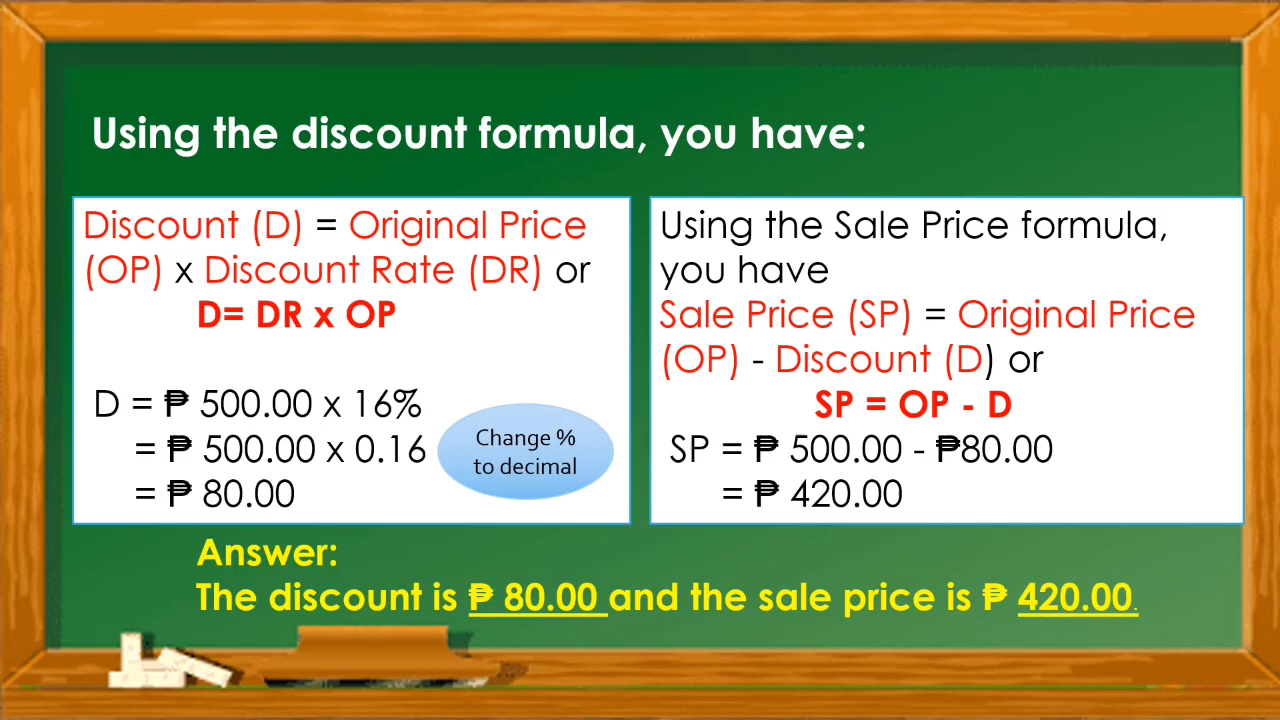 Using the discount formula, you have:
Discount (D) = Original Price
(OP) x Discount Rate (DR) or
D= DR x OP
D = ₱ 500.00 x 16%
= ₱ 500.00 x 0.16
= ₱ 80.00
Change %
to decimal
Using the Sale Price formula,
you have
Sale Price (SP) = Original Price
(OP) - Discount (D) or
SP = OP - D
SP = ₱ 500.00 - ₱80.00
= ₱ 420.00
Answer:
The discount is ₱ 80.00 and the sale price is ₱ 420.00.